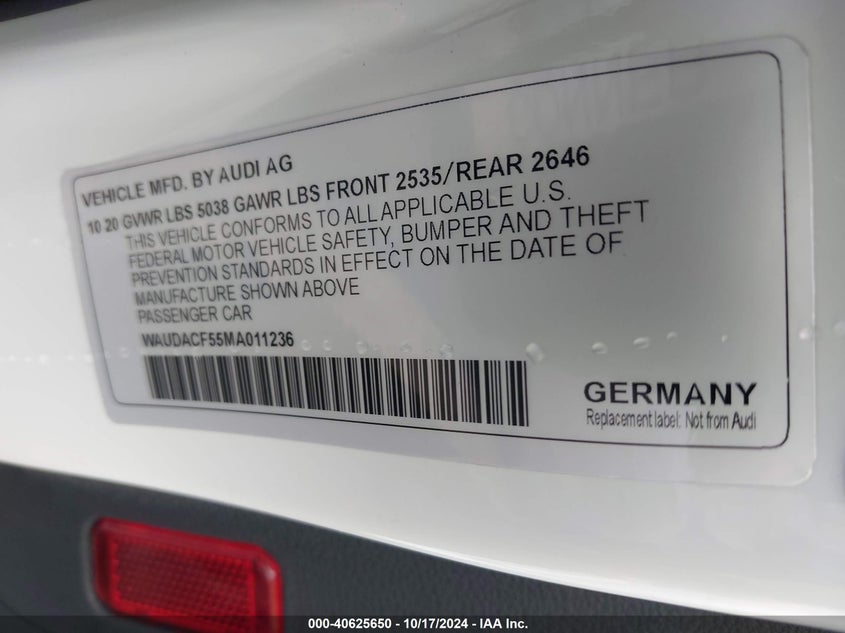 VEHICLE MFD. BY AUDI AG
10 20 GVWR LBS 5038 GAWR LBS FRONT 2535/REAR 2646
THIS VEHICLE CONFORMS TO ALL APPLICABLE U.S.
FEDERAL MOTOR VEHICLE SAFETY, BUMPER AND THEFT
PREVENTION STANDARDS IN EFFECT ON THE DATE OF
MANUFACTURE SHOWN ABOVE
PASSENGER CAR
WAUDACF55MA011236
GERMANY
Replacement label: Not from Audi
000-40625650 - 10/17/2024 - IAA Inc.